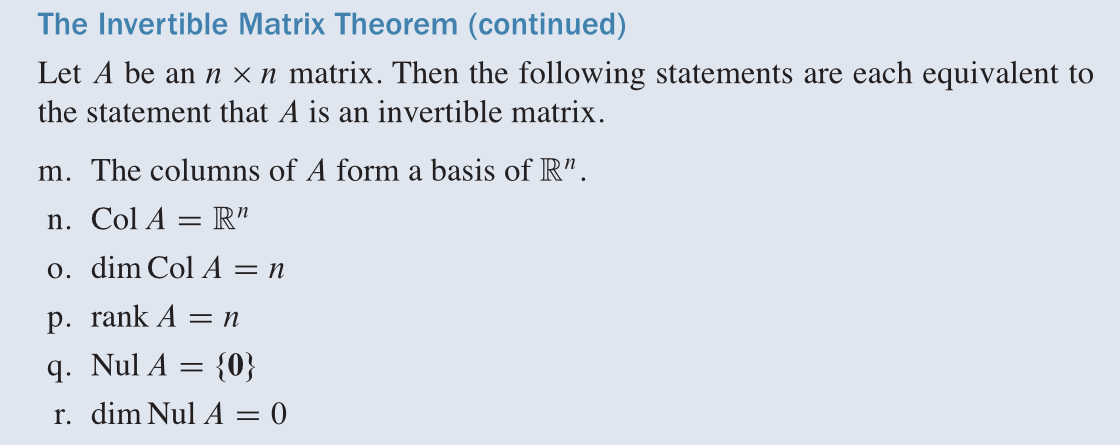 The Invertible Matrix Theorem (continued)
Let A be an n × n matrix. Then the following statements are each equivalent to
the statement that A is an invertible matrix.
m. The columns of A form a basis of ℝⁿ.
n. Col A = ℝⁿ
o. dim Col A = n
p. rank A = n
q. Nul A = {0}
r. dim Nul A = 0